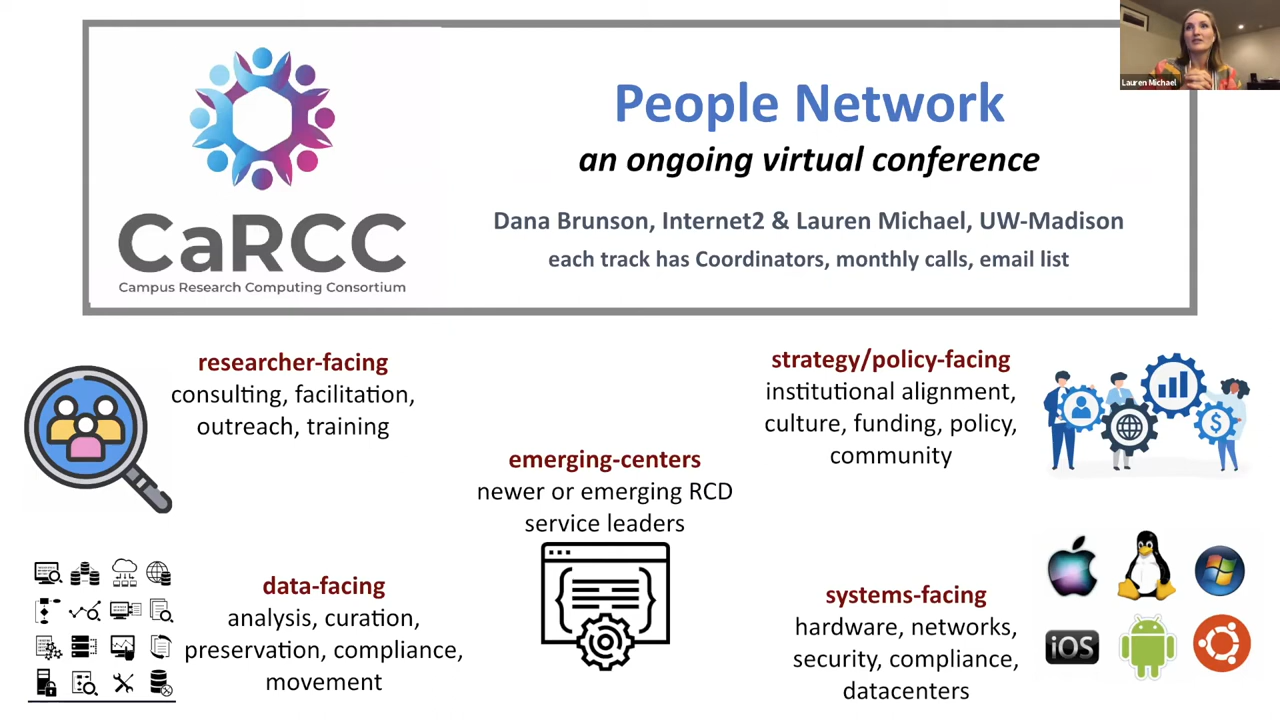 Lauren Michael
People Network
an ongoing virtual conference
CaRCC
Campus Research Computing Consortium
Dana Brunson, Internet2 & Lauren Michael, UW-Madison
each track has Coordinators, monthly calls, email list
researcher-facing
consulting, facilitation,
outreach, training
strategy/policy-facing
institutional alignment,
culture, funding, policy,
community
emerging-centers
newer or emerging RCD
service leaders
data-facing
analysis, curation,
preservation, compliance,
movement
systems-facing
hardware, networks,
security, compliance,
datacenters
iOS